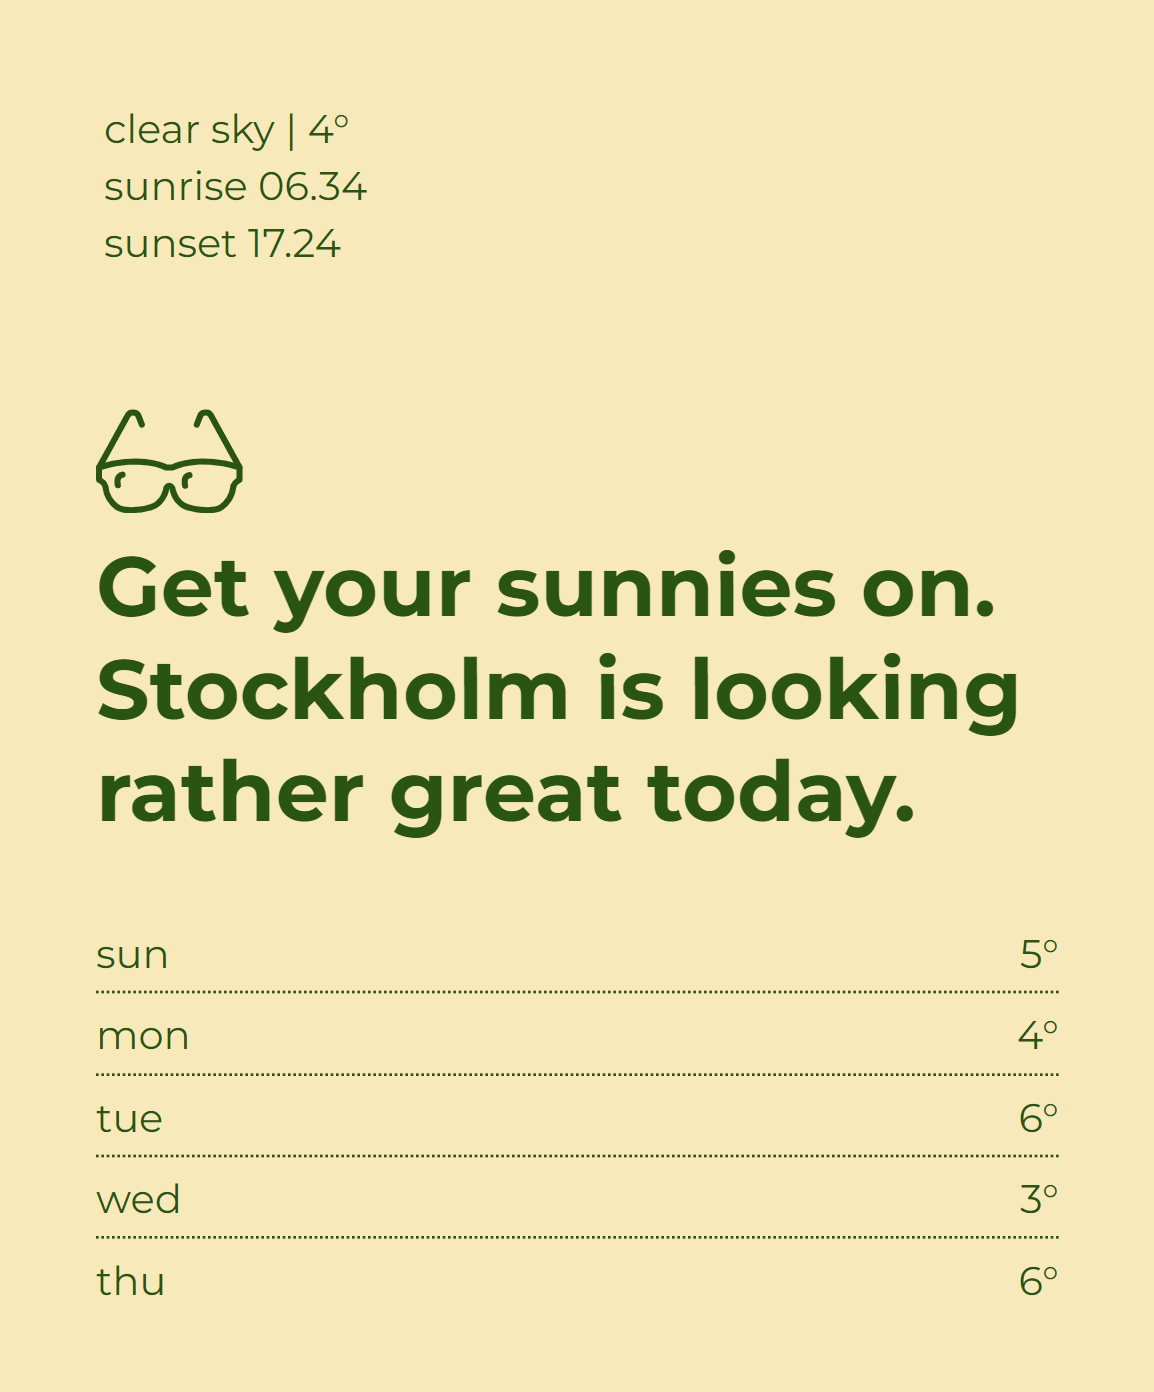 clear sky | 4°
sunrise 06.34
sunset 17.24
Get your sunnies on.
Stockholm is looking
rather great today.
sun 5°
mon 4°
tue 6°
wed 3°
thu 6°